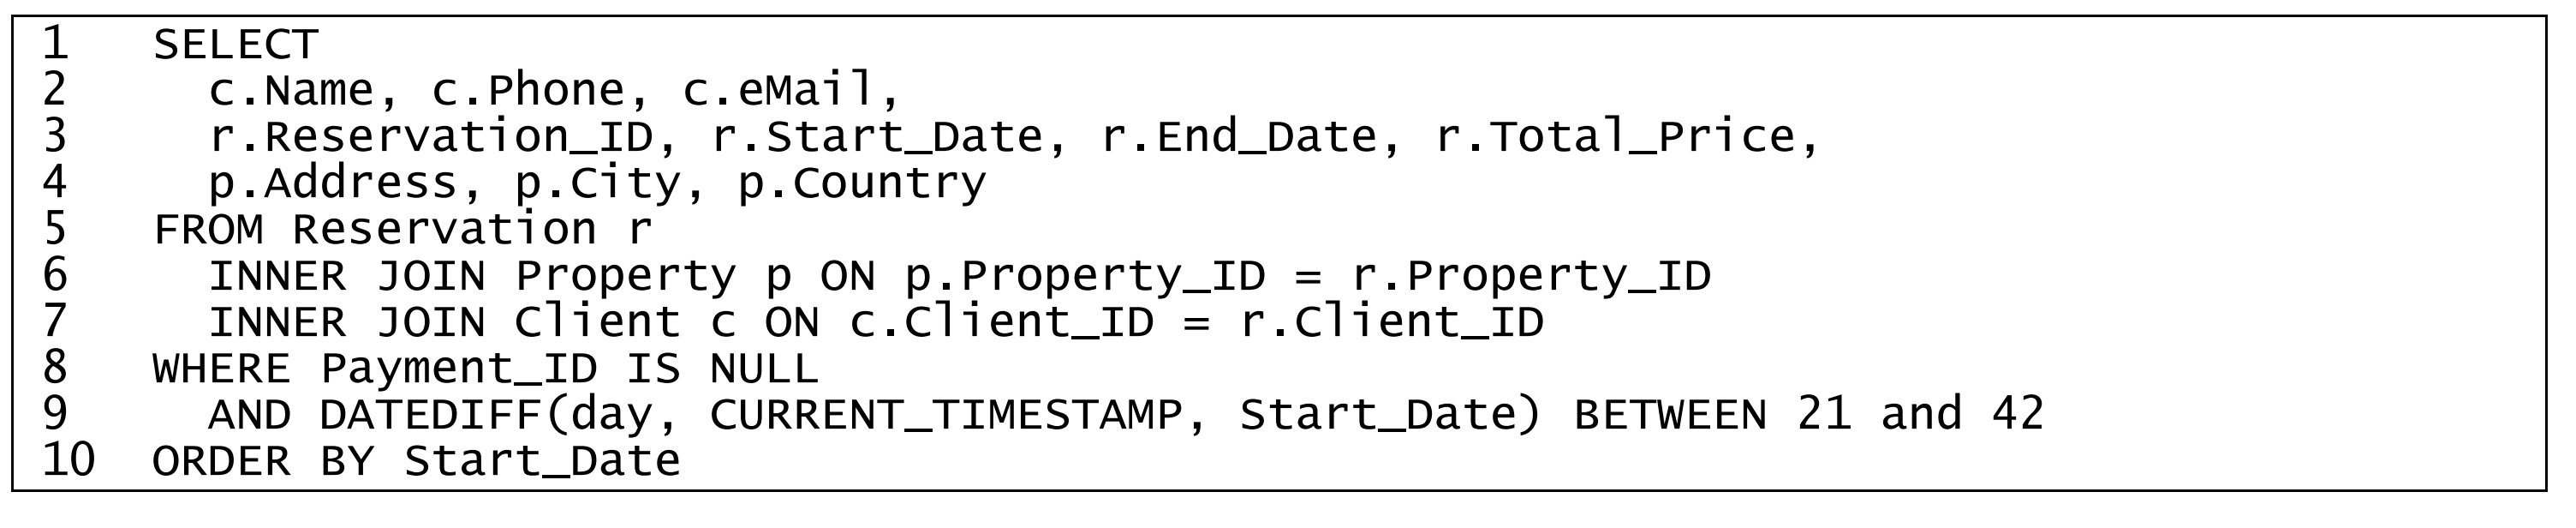 1 SELECT
2 c.Name, c.Phone, c.eMail,
3 r.Reservation_ID, r.Start_Date, r.End_Date, r.Total_Price,
4 p.Address, p.City, p.Country
5 FROM Reservation r
6 INNER JOIN Property p ON p.Property_ID = r.Property_ID
7 INNER JOIN Client c ON c.Client_ID = r.Client_ID
8 WHERE Payment_ID IS NULL
9 AND DATEDIFF(day, CURRENT_TIMESTAMP, Start_Date) BETWEEN 21 and 42
10 ORDER BY Start_Date